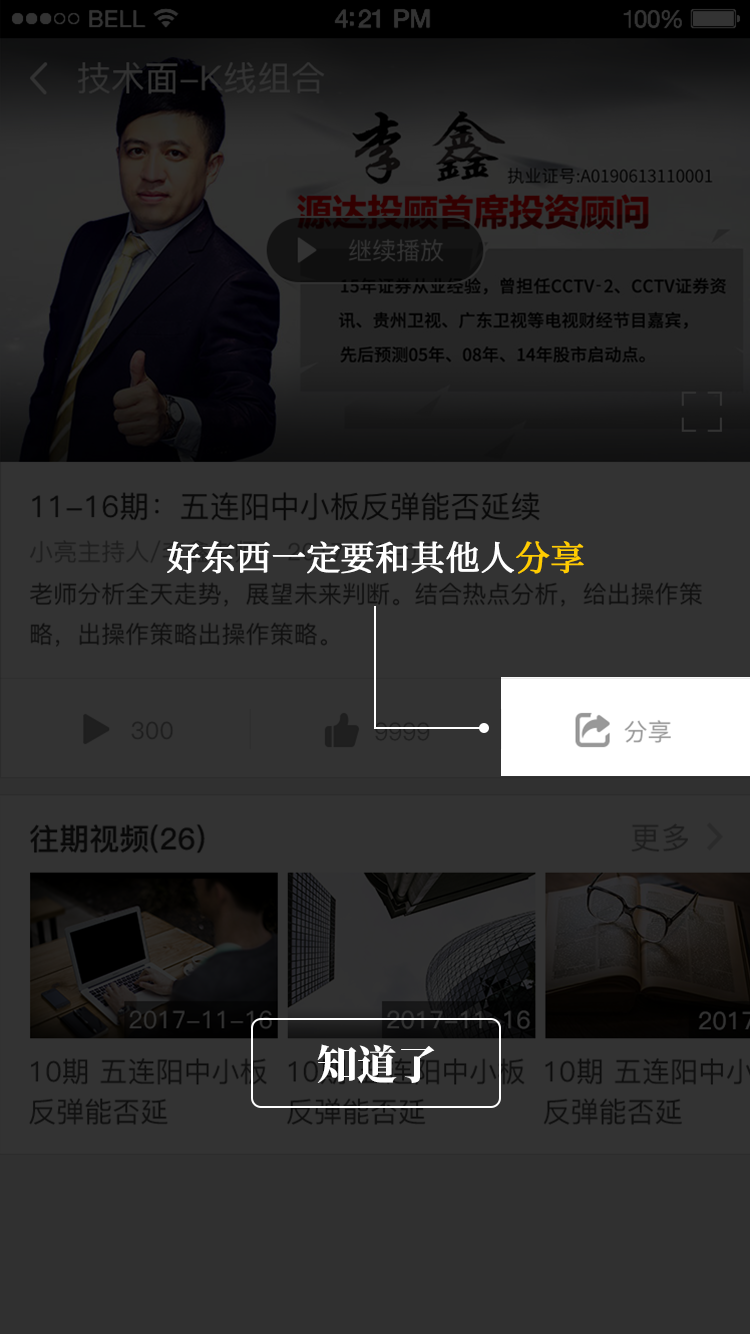 BELL
4:21 PM
100%
技术面-K线组合
李鑫
执业证号:A0190613110001
源达投顾首席投资顾问
继续播放
15年证券从业经验，曾担任CCTV-2、CCTV证券资
讯、贵州卫视、广东卫视等电视财经节目嘉宾，
先后预测05年、08年、14年股市启动点。
11-16期：五连阳中小板反弹能否延续
小亮主持人/
好东西一定要和其他人分享
老师分析全天走势，展望未来判断。结合热点分析，给出操作策
略，出操作策略出操作策略。
300
9999
分享
往期视频(26)
更多
2017-11-16
2017-11-16
2017
10期 五连阳中小板
反弹能否延
10期 五连阳中小板
反弹能否延
10期 五连阳中小
反弹能否延
知道了